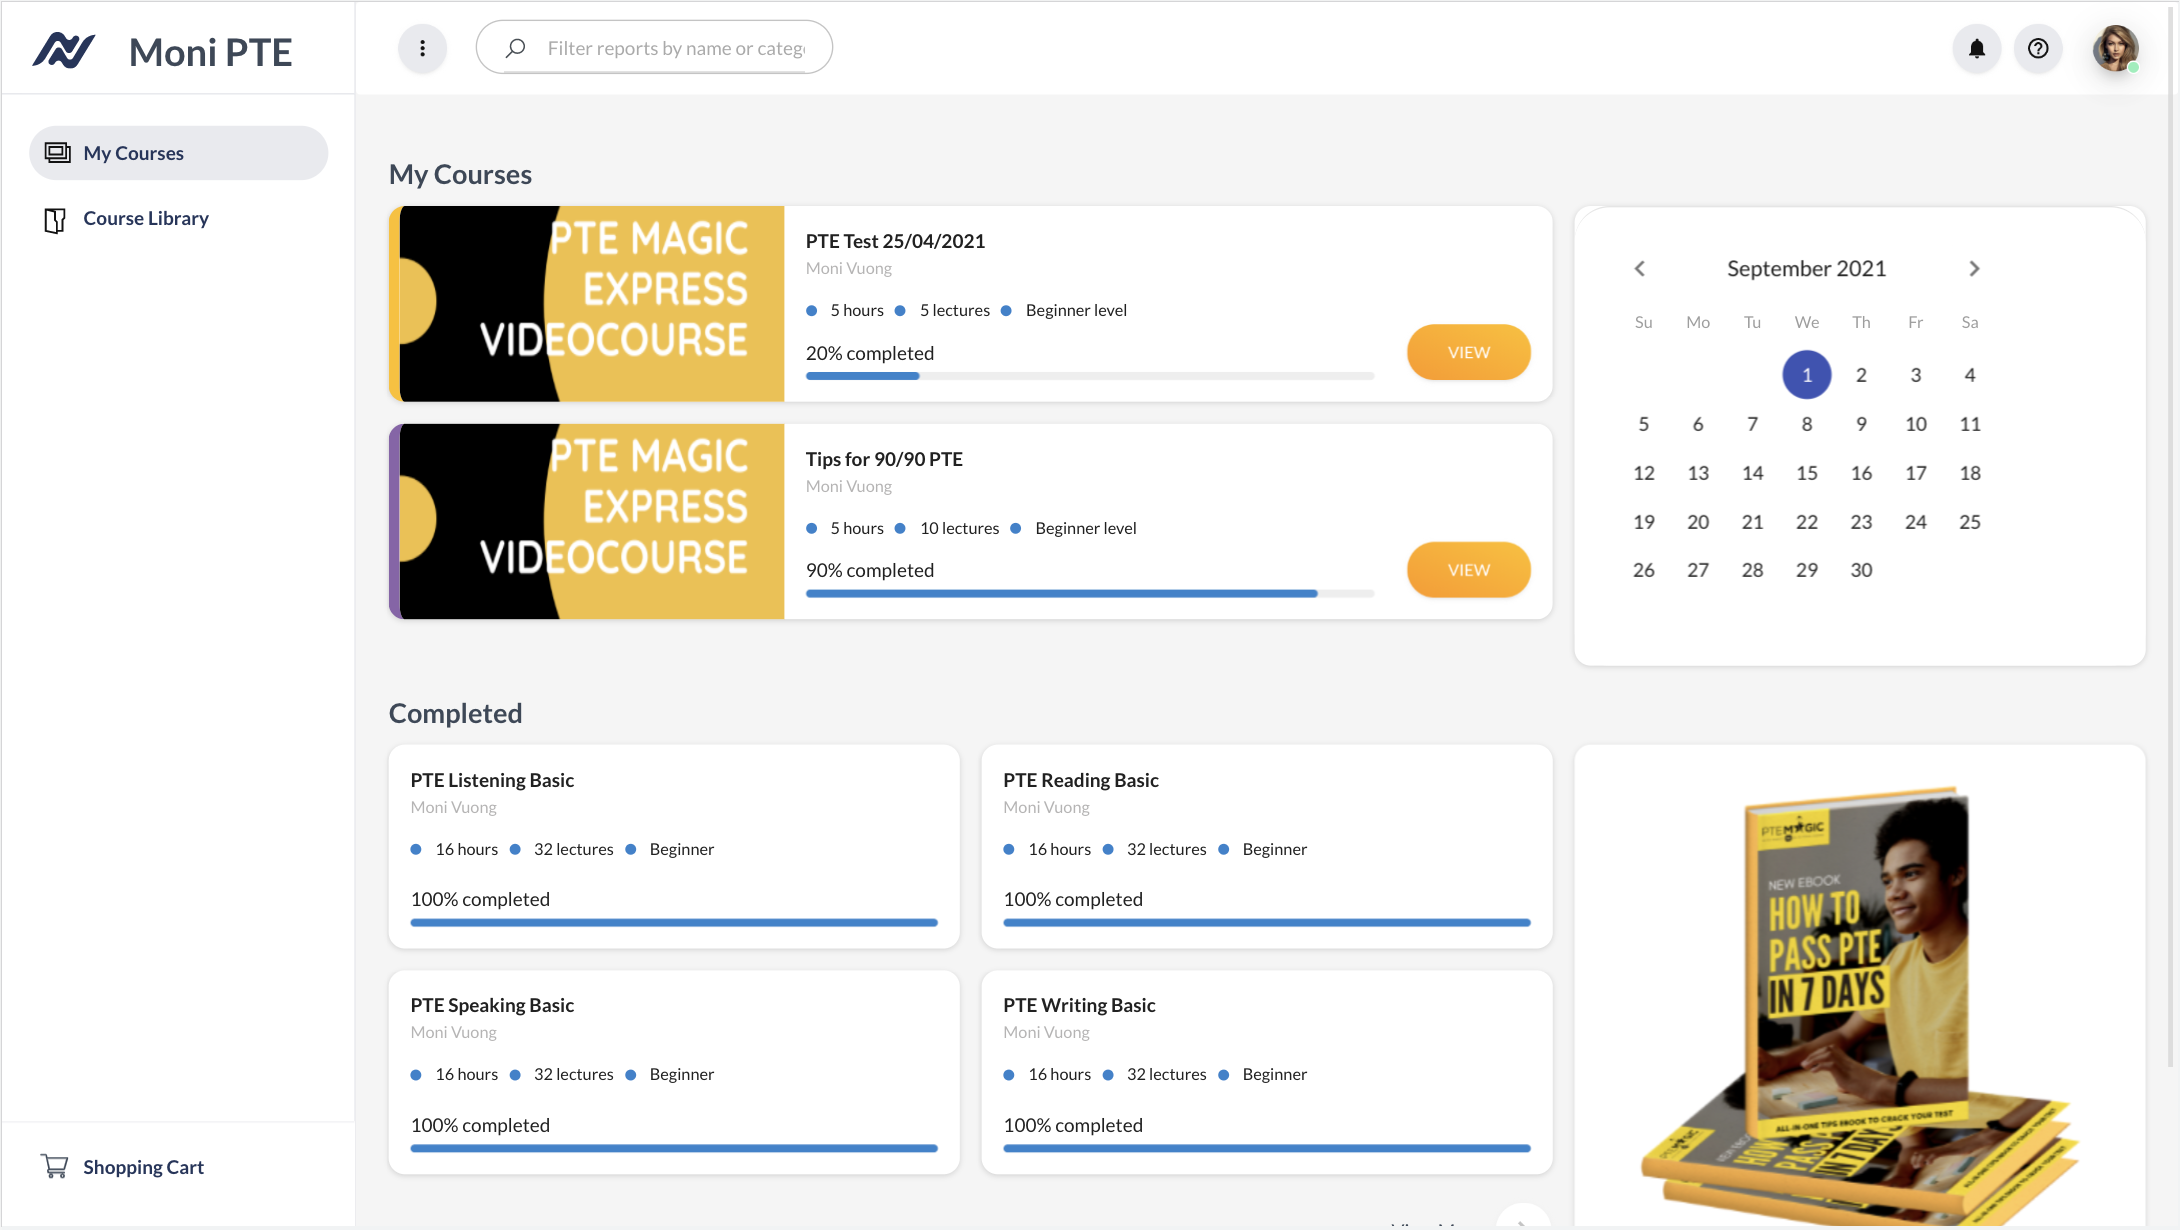 Moni PTE
Filter reports by name or catego
My Courses
Course Library
Shopping Cart
My Courses
PTE MAGIC
EXPRESS
VIDEOCOURSE
PTE Test 25/04/2021
Moni Vuong
5 hours 5 lectures Beginner level
20% completed
VIEW
PTE MAGIC
EXPRESS
VIDEOCOURSE
Tips for 90/90 PTE
Moni Vuong
5 hours 10 lectures Beginner level
90% completed
VIEW
September 2021
Su Mo Tu We Th Fr Sa
1 2 3 4
5 6 7 8 9 10 11
12 13 14 15 16 17 18
19 20 21 22 23 24 25
26 27 28 29 30
Completed
PTE Listening Basic
Moni Vuong
16 hours 32 lectures Beginner
100% completed
PTE Reading Basic
Moni Vuong
16 hours 32 lectures Beginner
100% completed
PTE Speaking Basic
Moni Vuong
16 hours 32 lectures Beginner
100% completed
PTE Writing Basic
Moni Vuong
16 hours 32 lectures Beginner
100% completed
PTEMAGIC
NEW EBOOK
HOW TO
PASS PTE
IN 7 DAYS
ALL-IN-ONE TIPS EBOOK TO CRACK YOUR TEST